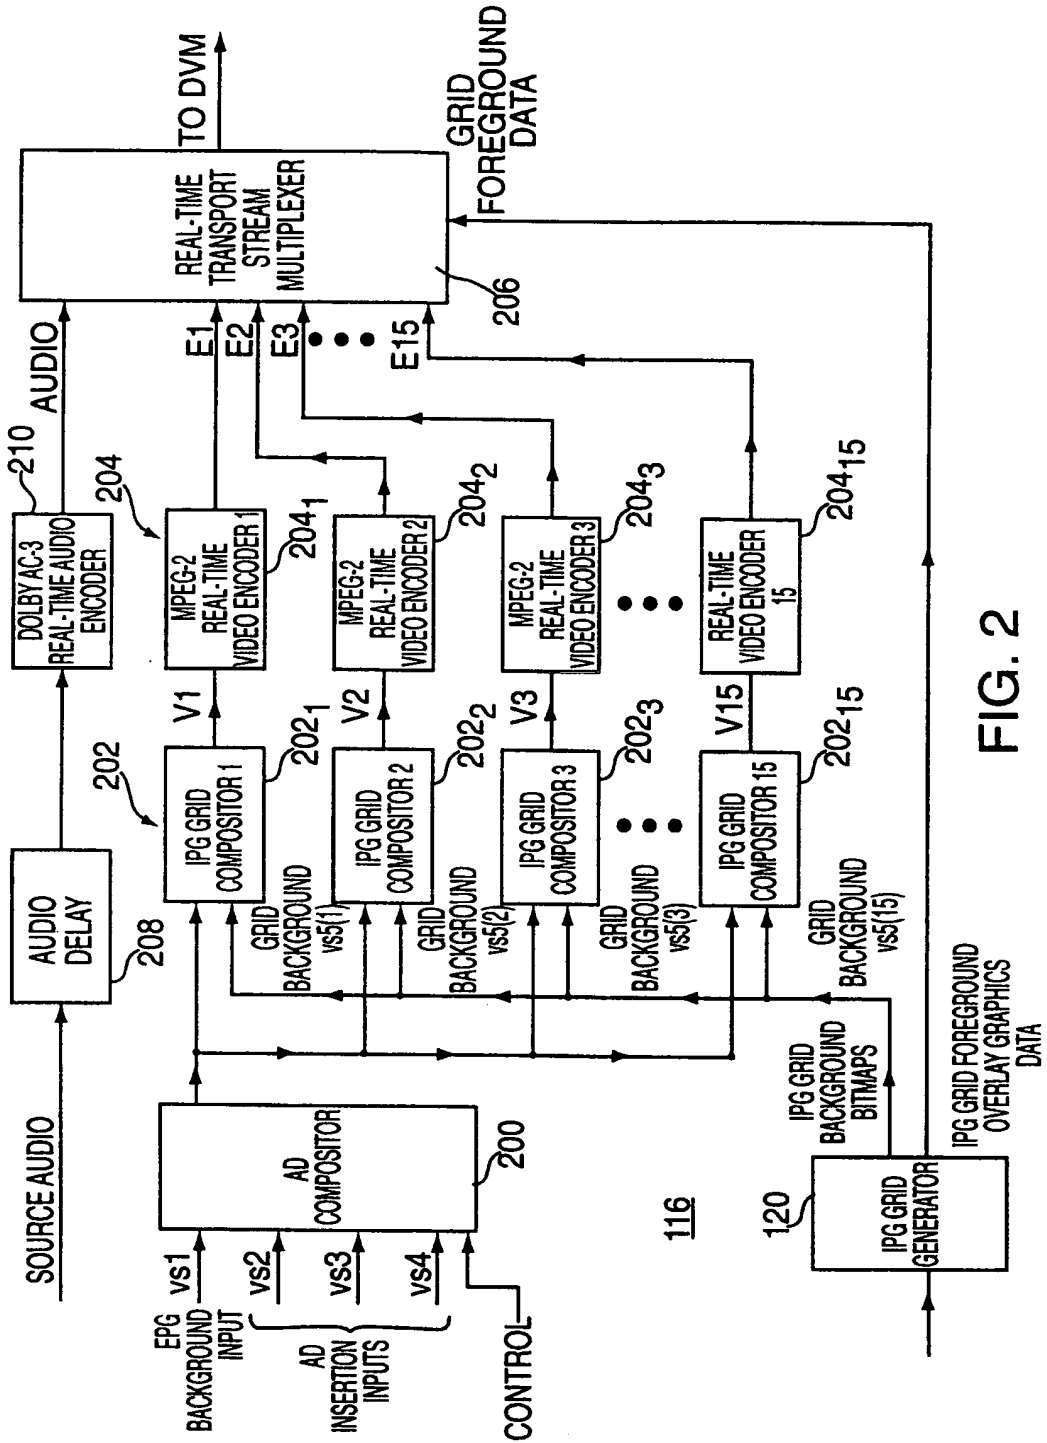 SOURCE AUDIO
AUDIO
DELAY
208
DOLBY AC-3
REAL-TIME AUDIO
ENCODER
210
AUDIO
REAL-TIME
TRANSPORT
STREAM
MULTIPLEXER
206
TO DVM
EPG
BACKGROUND
INPUT
vs1
AD
INSERTION
INPUTS
vs2
vs3
vs4
CONTROL
AD
COMPOSITOR
200
202
IPG GRID
COMPOSITOR 1
202₁
GRID
BACKGROUND
vs5(1)
V1
204
MPEG-2
REAL-TIME
VIDEO ENCODER 1
204₁
E1
IPG GRID
COMPOSITOR 2
202₂
GRID
BACKGROUND
vs5(2)
V2
MPEG-2
REAL-TIME
VIDEO ENCODER 2
204₂
E2
IPG GRID
COMPOSITOR 3
202₃
GRID
BACKGROUND
vs5(3)
V3
MPEG-2
REAL-TIME
VIDEO ENCODER 3
204₃
E3
IPG GRID
COMPOSITOR 15
202₁₅
GRID
BACKGROUND
vs5(15)
V15
REAL-TIME
VIDEO ENCODER
15
204₁₅
E15
GRID
FOREGROUND
DATA
116
120
IPG GRID
GENERATOR
IPG GRID
BACKGROUND
BITMAPS
IPG GRID FOREGROUND
OVERLAY GRAPHICS
DATA
FIG. 2